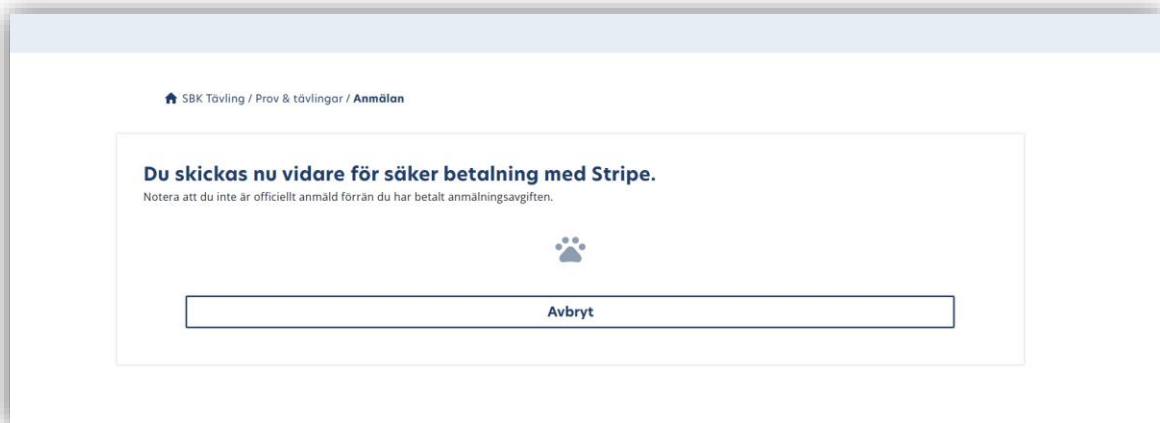 SBK Tävling / Prov & tävlingar / Anmälan
Du skickas nu vidare för säker betalning med Stripe.
Notera att du inte är officiellt anmäld förrän du har betalt anmälningsavgiften.
Avbryt